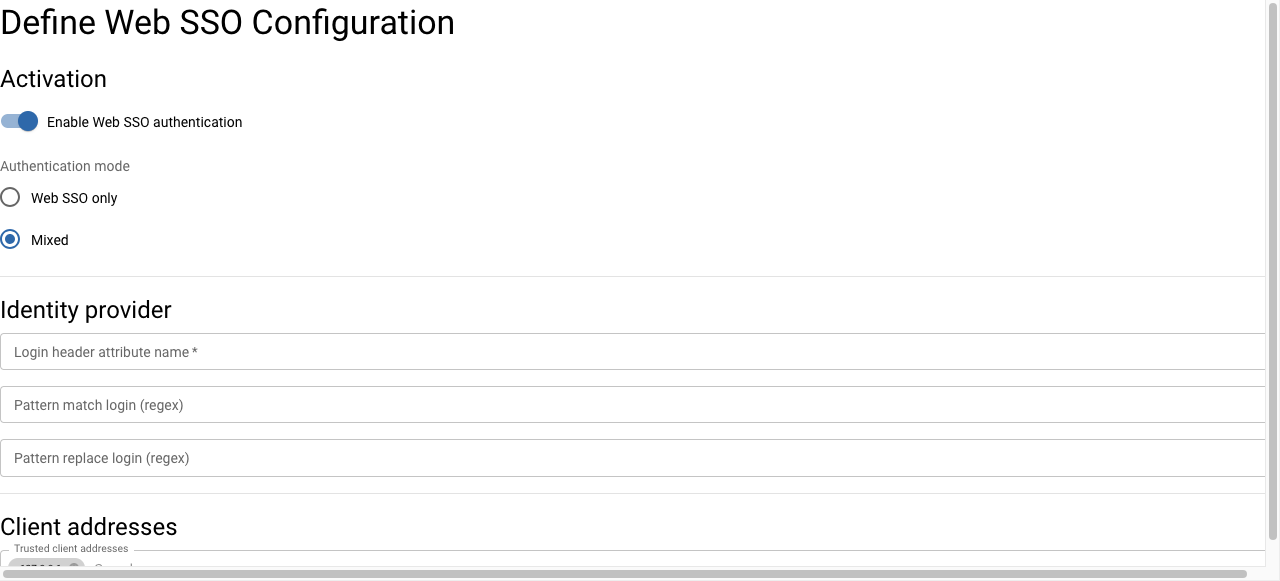 Define Web SSO Configuration
Activation
Enable Web SSO authentication
Authentication mode
Web SSO only
Mixed
Identity provider
Login header attribute name *
Pattern match login (regex)
Pattern replace login (regex)
Client addresses
Trusted client addresses